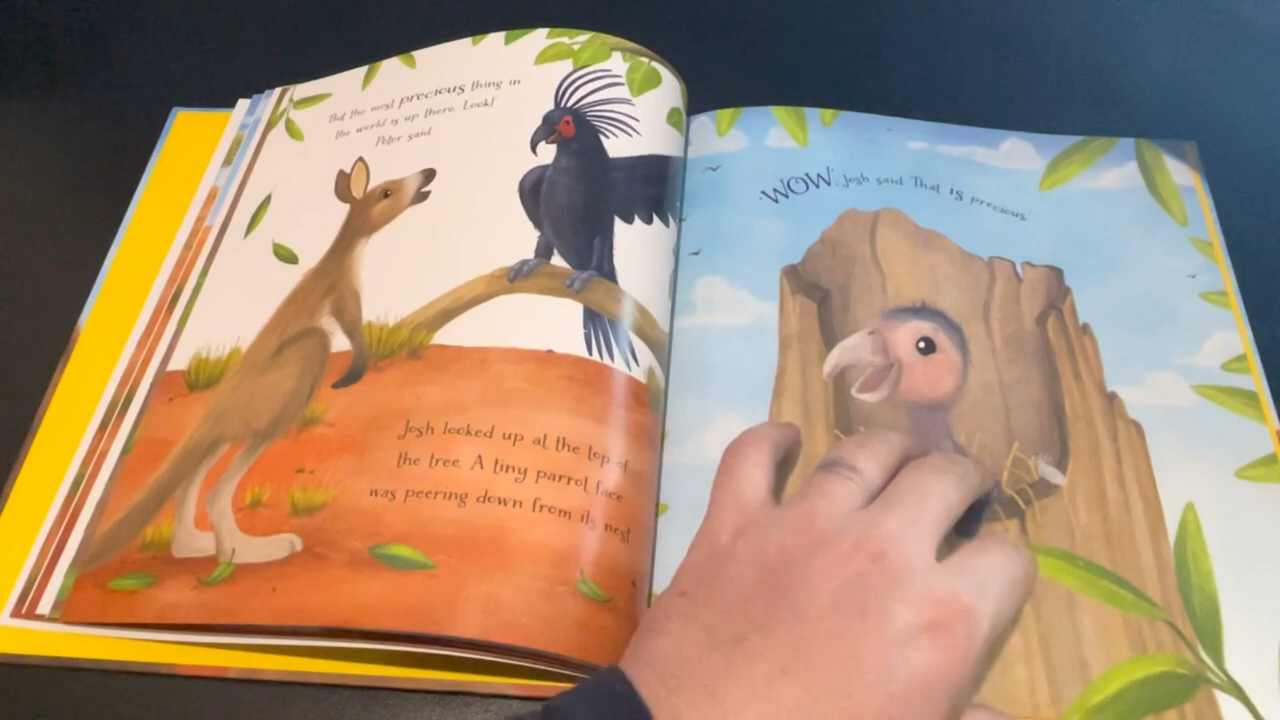 But the most precious thing in
the world is up there. Look!'
Peter said.
Josh looked up at the top of
the tree. A tiny parrot face
was peering down from its nest.
'WOW', Josh said. 'That is precious.'